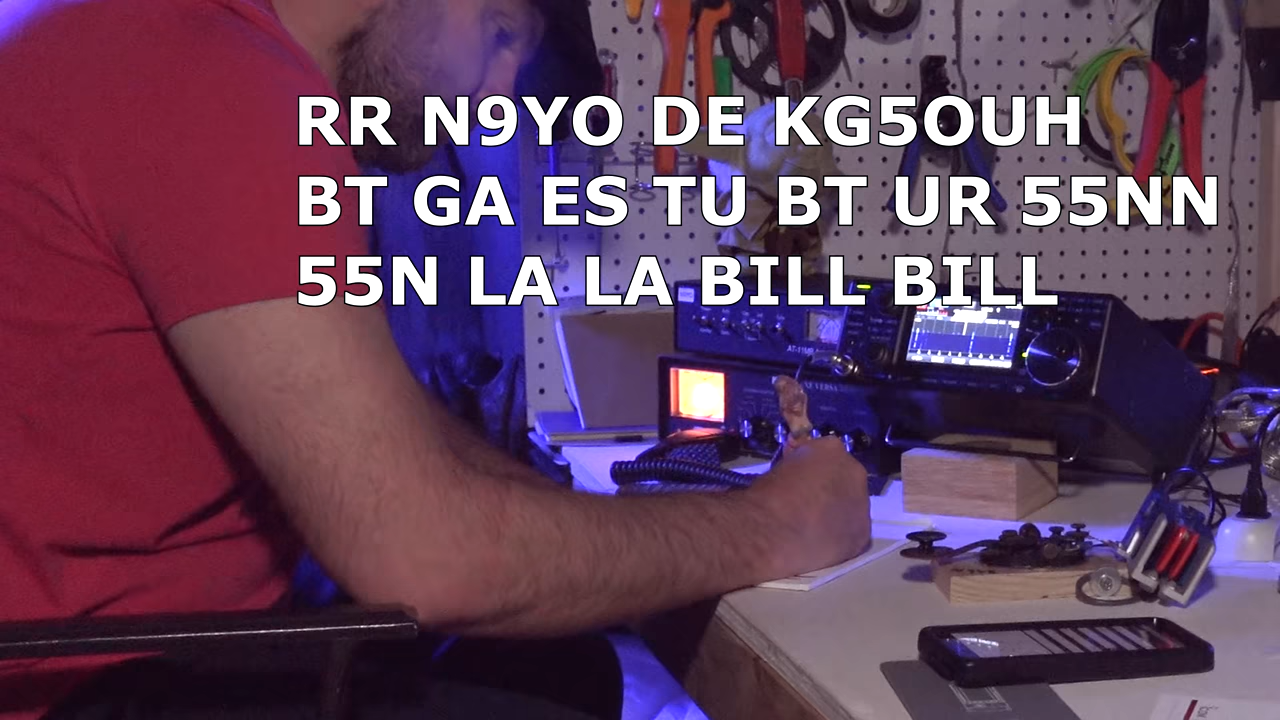 RR N9YO DE KG5OUH
BT GA ES TU BT UR 55NN
55N LA LA BILL BILL